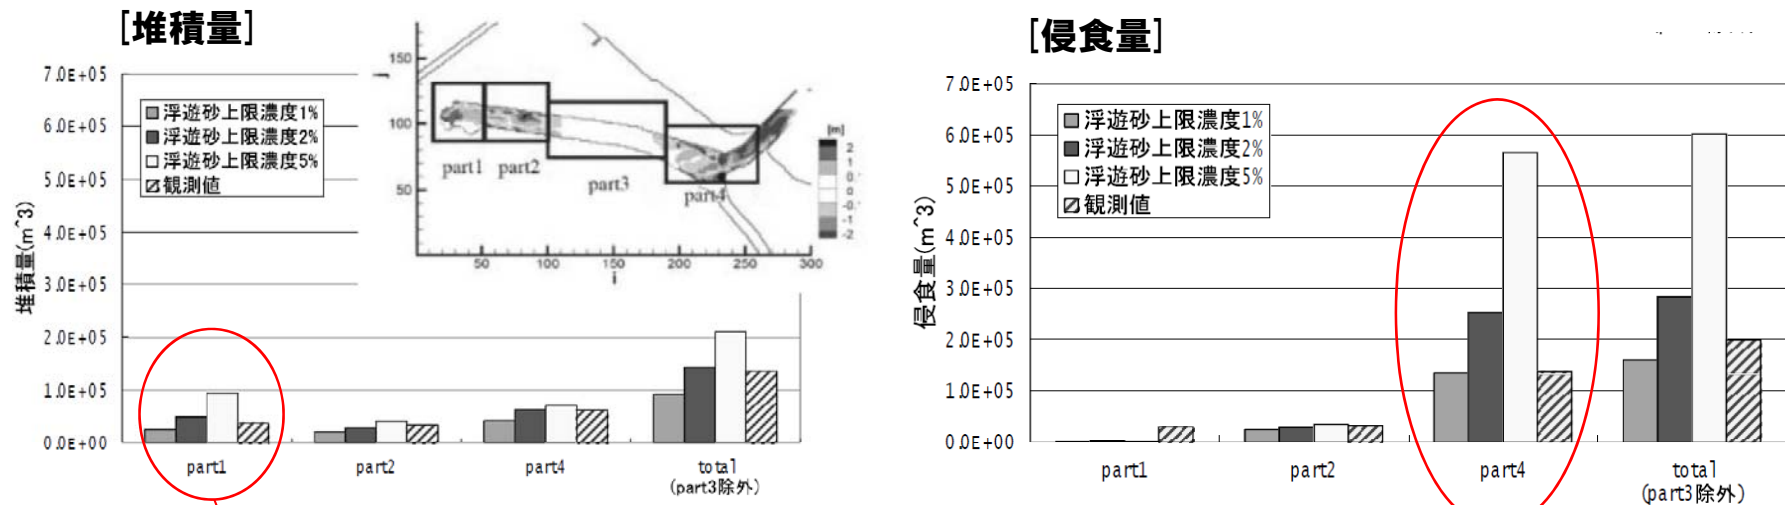 [堆積量]
7.0E+05
6.0E+05
5.0E+05
4.0E+05
3.0E+05
2.0E+05
1.0E+05
0.0E+00
堆積量(m^3)
浮遊砂上限濃度1%
浮遊砂上限濃度2%
浮遊砂上限濃度5%
観測値
part1
part2
part4
total
(part3除外)
j
150
100
50
part1
part2
part3
part4
50
100
150
200
250
300
i
[m]
2
1
0.
0
-0.
-1
-2
[侵食量]
7.0E+05
6.0E+05
5.0E+05
4.0E+05
3.0E+05
2.0E+05
1.0E+05
0.0E+00
侵食量(m^3)
浮遊砂上限濃度1%
浮遊砂上限濃度2%
浮遊砂上限濃度5%
観測値
part1
part2
part4
total
(part3除外)